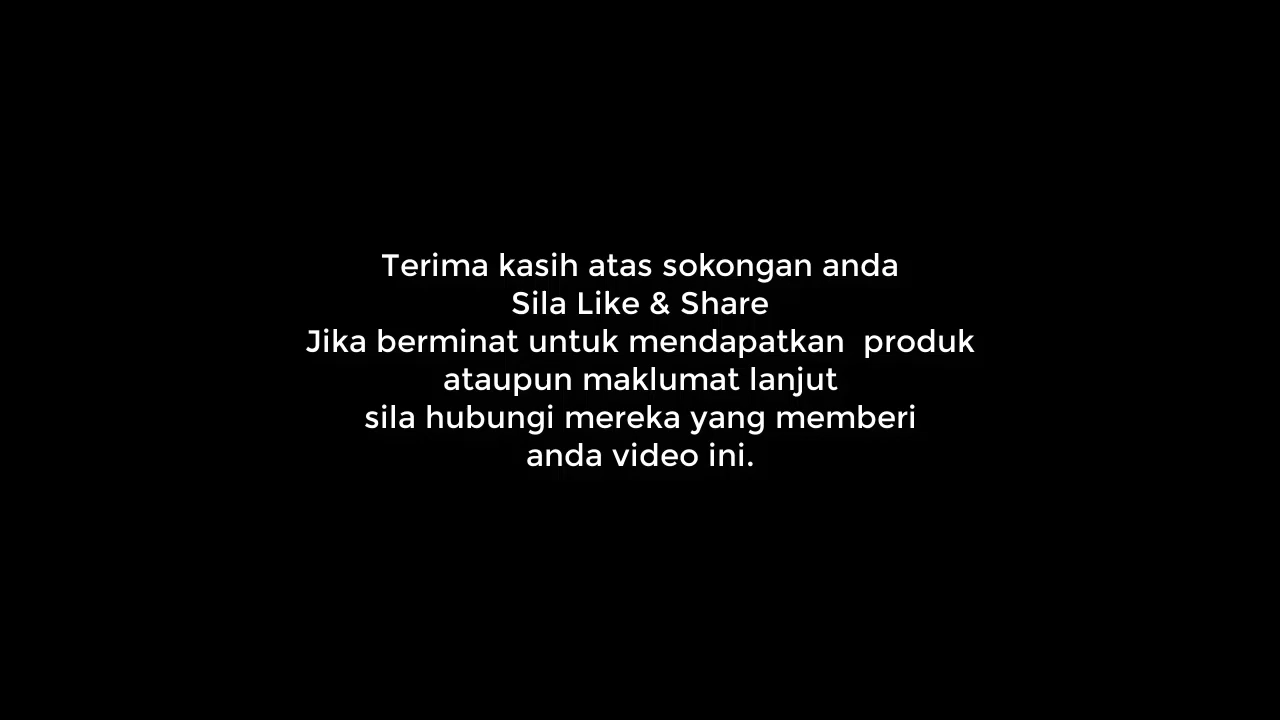 Terima kasih atas sokongan anda
Sila Like & Share
Jika berminat untuk mendapatkan  produk
ataupun maklumat lanjut
sila hubungi mereka yang memberi
anda video ini.